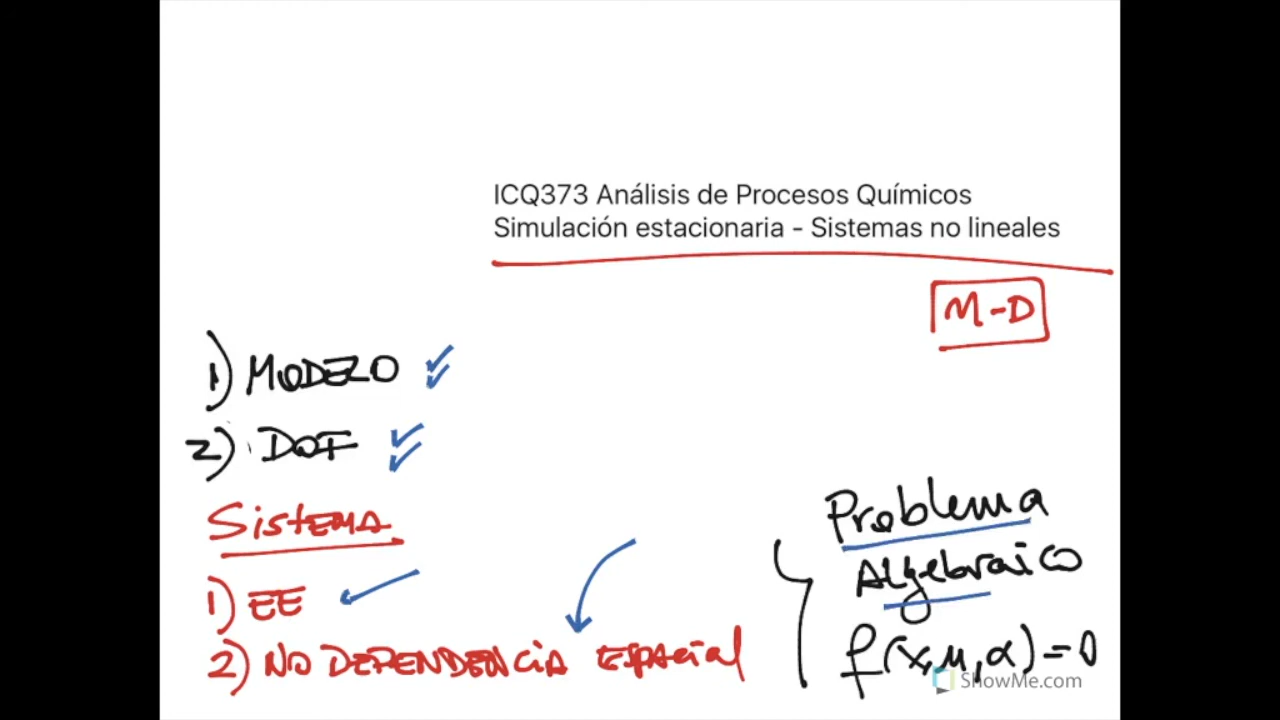 ICQ373 Análisis de Procesos Químicos
Simulación estacionaria - Sistemas no lineales
M-D
1) MODELO
2) DOF
Sistema
1) EE
2) NO DEPENDENCIA ESPACIAL
Problema
Algebraico
f(x,u,α)=0
ShowMe.com